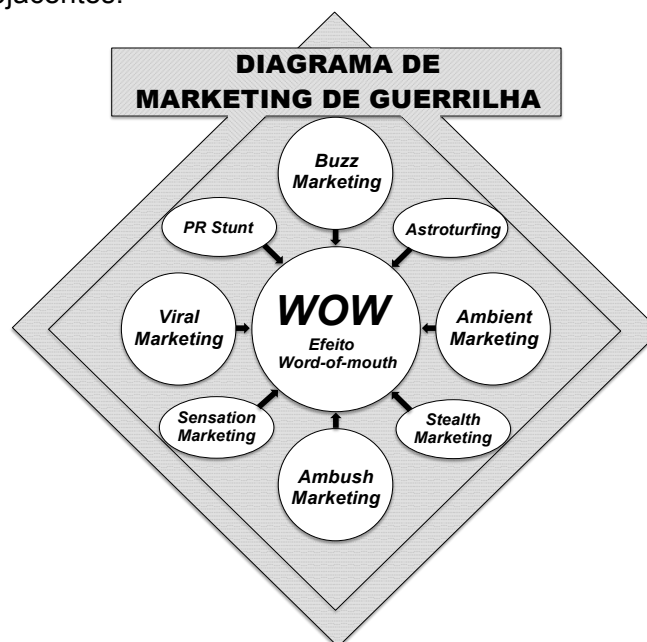 DIAGRAMA DE
MARKETING DE GUERRILHA
Buzz
Marketing
PR Stunt
Astroturfing
WOW
Efeito
Word-of-mouth
Viral
Marketing
Ambient
Marketing
Sensation
Marketing
Stealth
Marketing
Ambush
Marketing